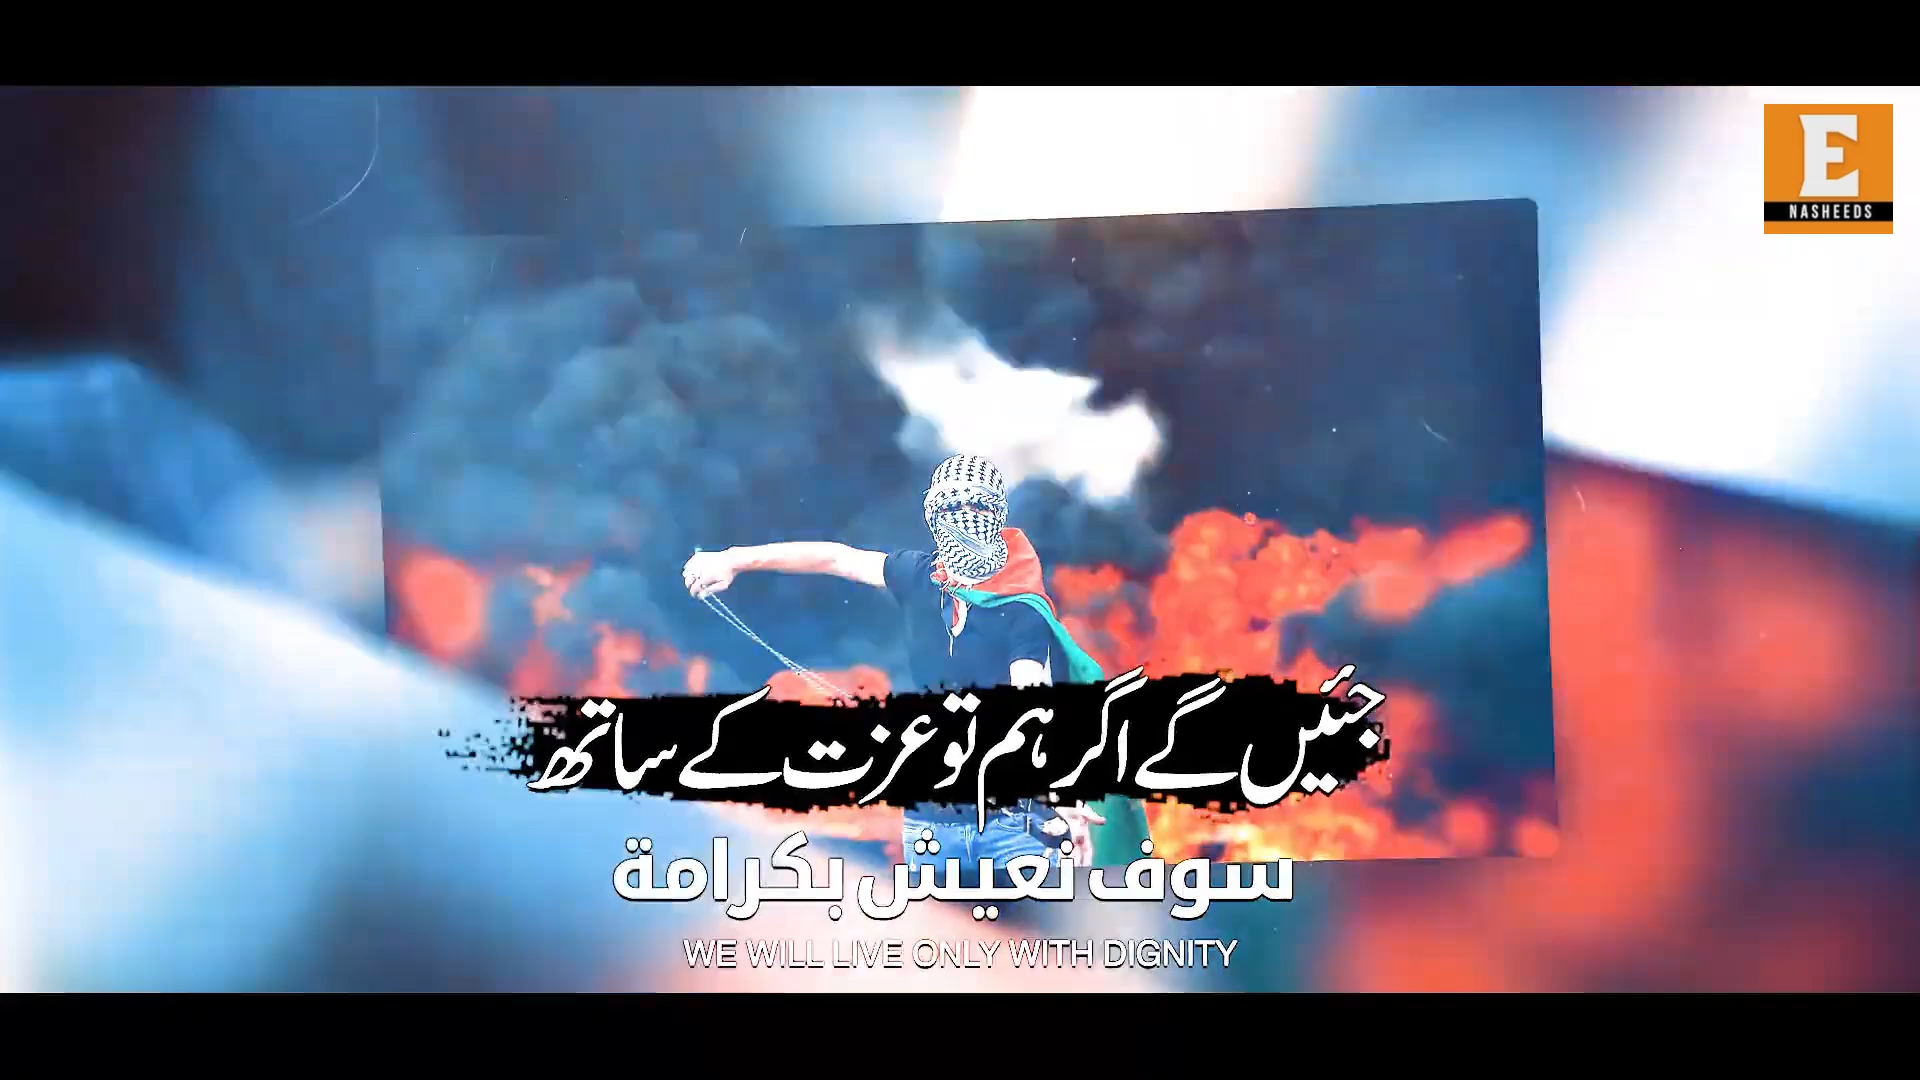 E
NASHEEDS
جئیں گے اگر ہم تو عزت کے ساتھ
سوف نعيش بكرامة
WE WILL LIVE ONLY WITH DIGNITY